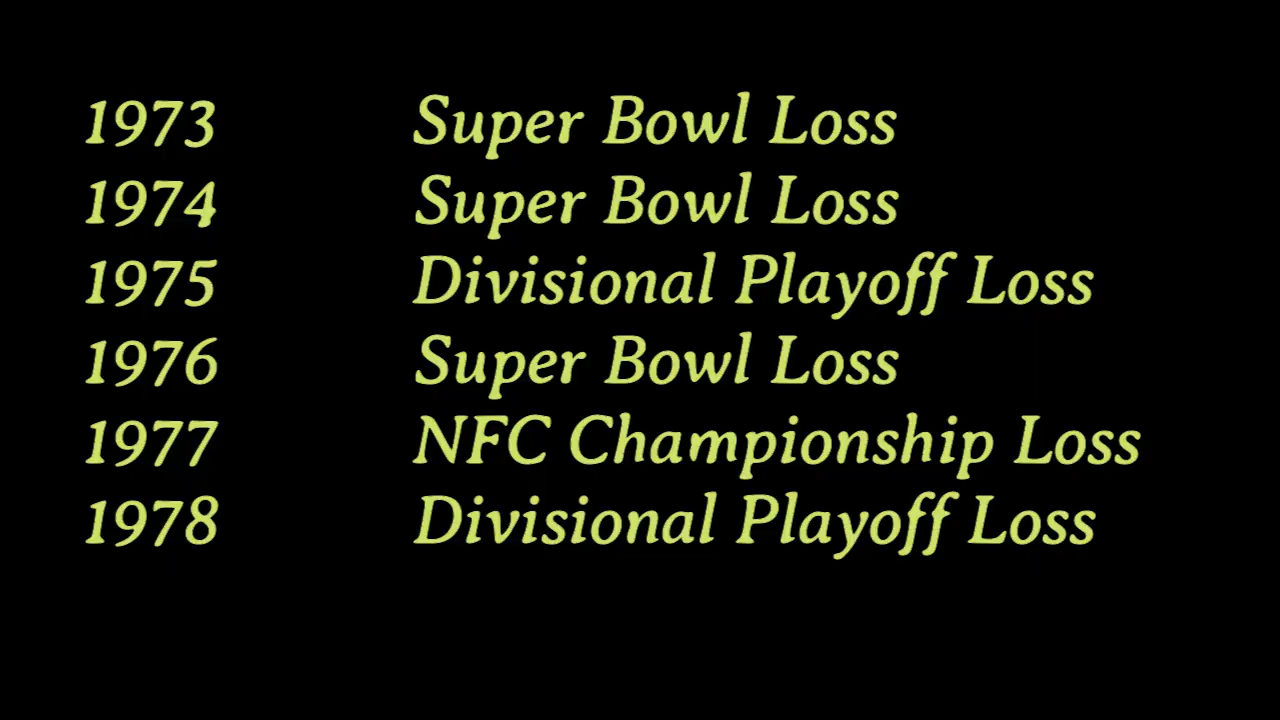 1973 Super Bowl Loss
1974 Super Bowl Loss
1975 Divisional Playoff Loss
1976 Super Bowl Loss
1977 NFC Championship Loss
1978 Divisional Playoff Loss